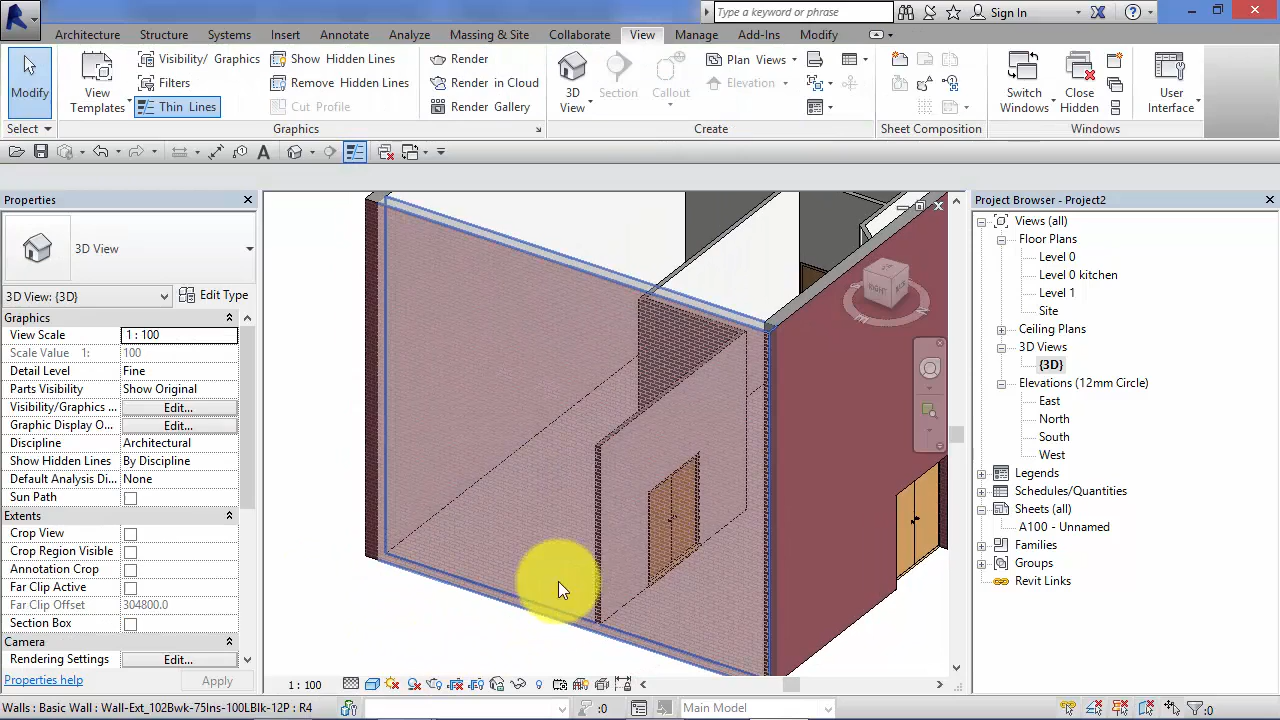 Type a keyword or phrase
Sign In
Architecture Structure Systems Insert Annotate Analyze Massing & Site Collaborate View Manage Add-Ins Modify
Modify
View Templates
Visibility/ Graphics
Filters
Thin Lines
Show Hidden Lines
Remove Hidden Lines
Cut Profile
Render
Render in Cloud
Render Gallery
3D View
Section
Callout
Plan Views
Elevation
Switch Windows
Close Hidden
User Interface
Select
Graphics
Create
Sheet Composition
Windows
Properties
3D View
3D View: {3D}
Edit Type
Graphics
View Scale 1 : 100
Scale Value 1: 100
Detail Level Fine
Parts Visibility Show Original
Visibility/Graphics ... Edit...
Graphic Display O... Edit...
Discipline Architectural
Show Hidden Lines By Discipline
Default Analysis Di... None
Sun Path
Extents
Crop View
Crop Region Visible
Annotation Crop
Far Clip Active
Far Clip Offset 304800.0
Section Box
Camera
Rendering Settings Edit...
Properties help
Apply
RIGHT
1 : 100
Project Browser - Project2
Views (all)
Floor Plans
Level 0
Level 0 kitchen
Level 1
Site
Ceiling Plans
3D Views
{3D}
Elevations (12mm Circle)
East
North
South
West
Legends
Schedules/Quantities
Sheets (all)
A100 - Unnamed
Families
Groups
Revit Links
Walls : Basic Wall : Wall-Ext_102Bwk-75Ins-100LBlk-12P : R4
:0
Main Model
:0